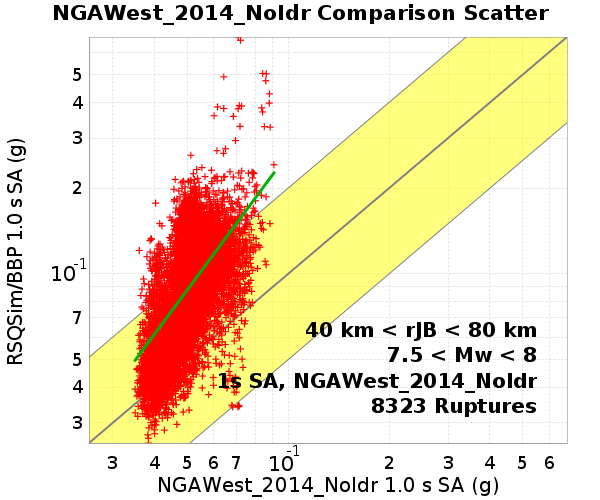 NGAWest_2014_NoIdr Comparison Scatter
RSQSim/BBP 1.0 s SA (g)
5
4
3
2
10-1
7
5
4
3
40 km < rJB < 80 km
7.5 < Mw < 8
1s SA, NGAWest_2014_NoIdr
8323 Ruptures
3 4 5 6 7 10-1 2 3 4 5 6
NGAWest_2014_NoIdr 1.0 s SA (g)